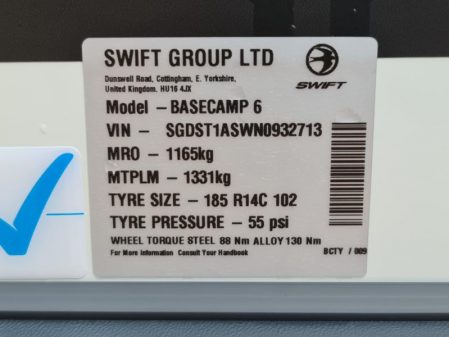 SWIFT GROUP LTD
SWIFT
Dunswell Road, Cottingham, E. Yorkshire,
United Kingdom. HU16 4JX
Model - BASECAMP 6
VIN - SGDST1ASWN0932713
MRO - 1165kg
MTPLM - 1331kg
TYRE SIZE - 185 R14C 102
TYRE PRESSURE - 55 psi
WHEEL TORQUE STEEL 88 Nm ALLOY 130 Nm
For More Information Consult Your Handbook
BCTY / 009